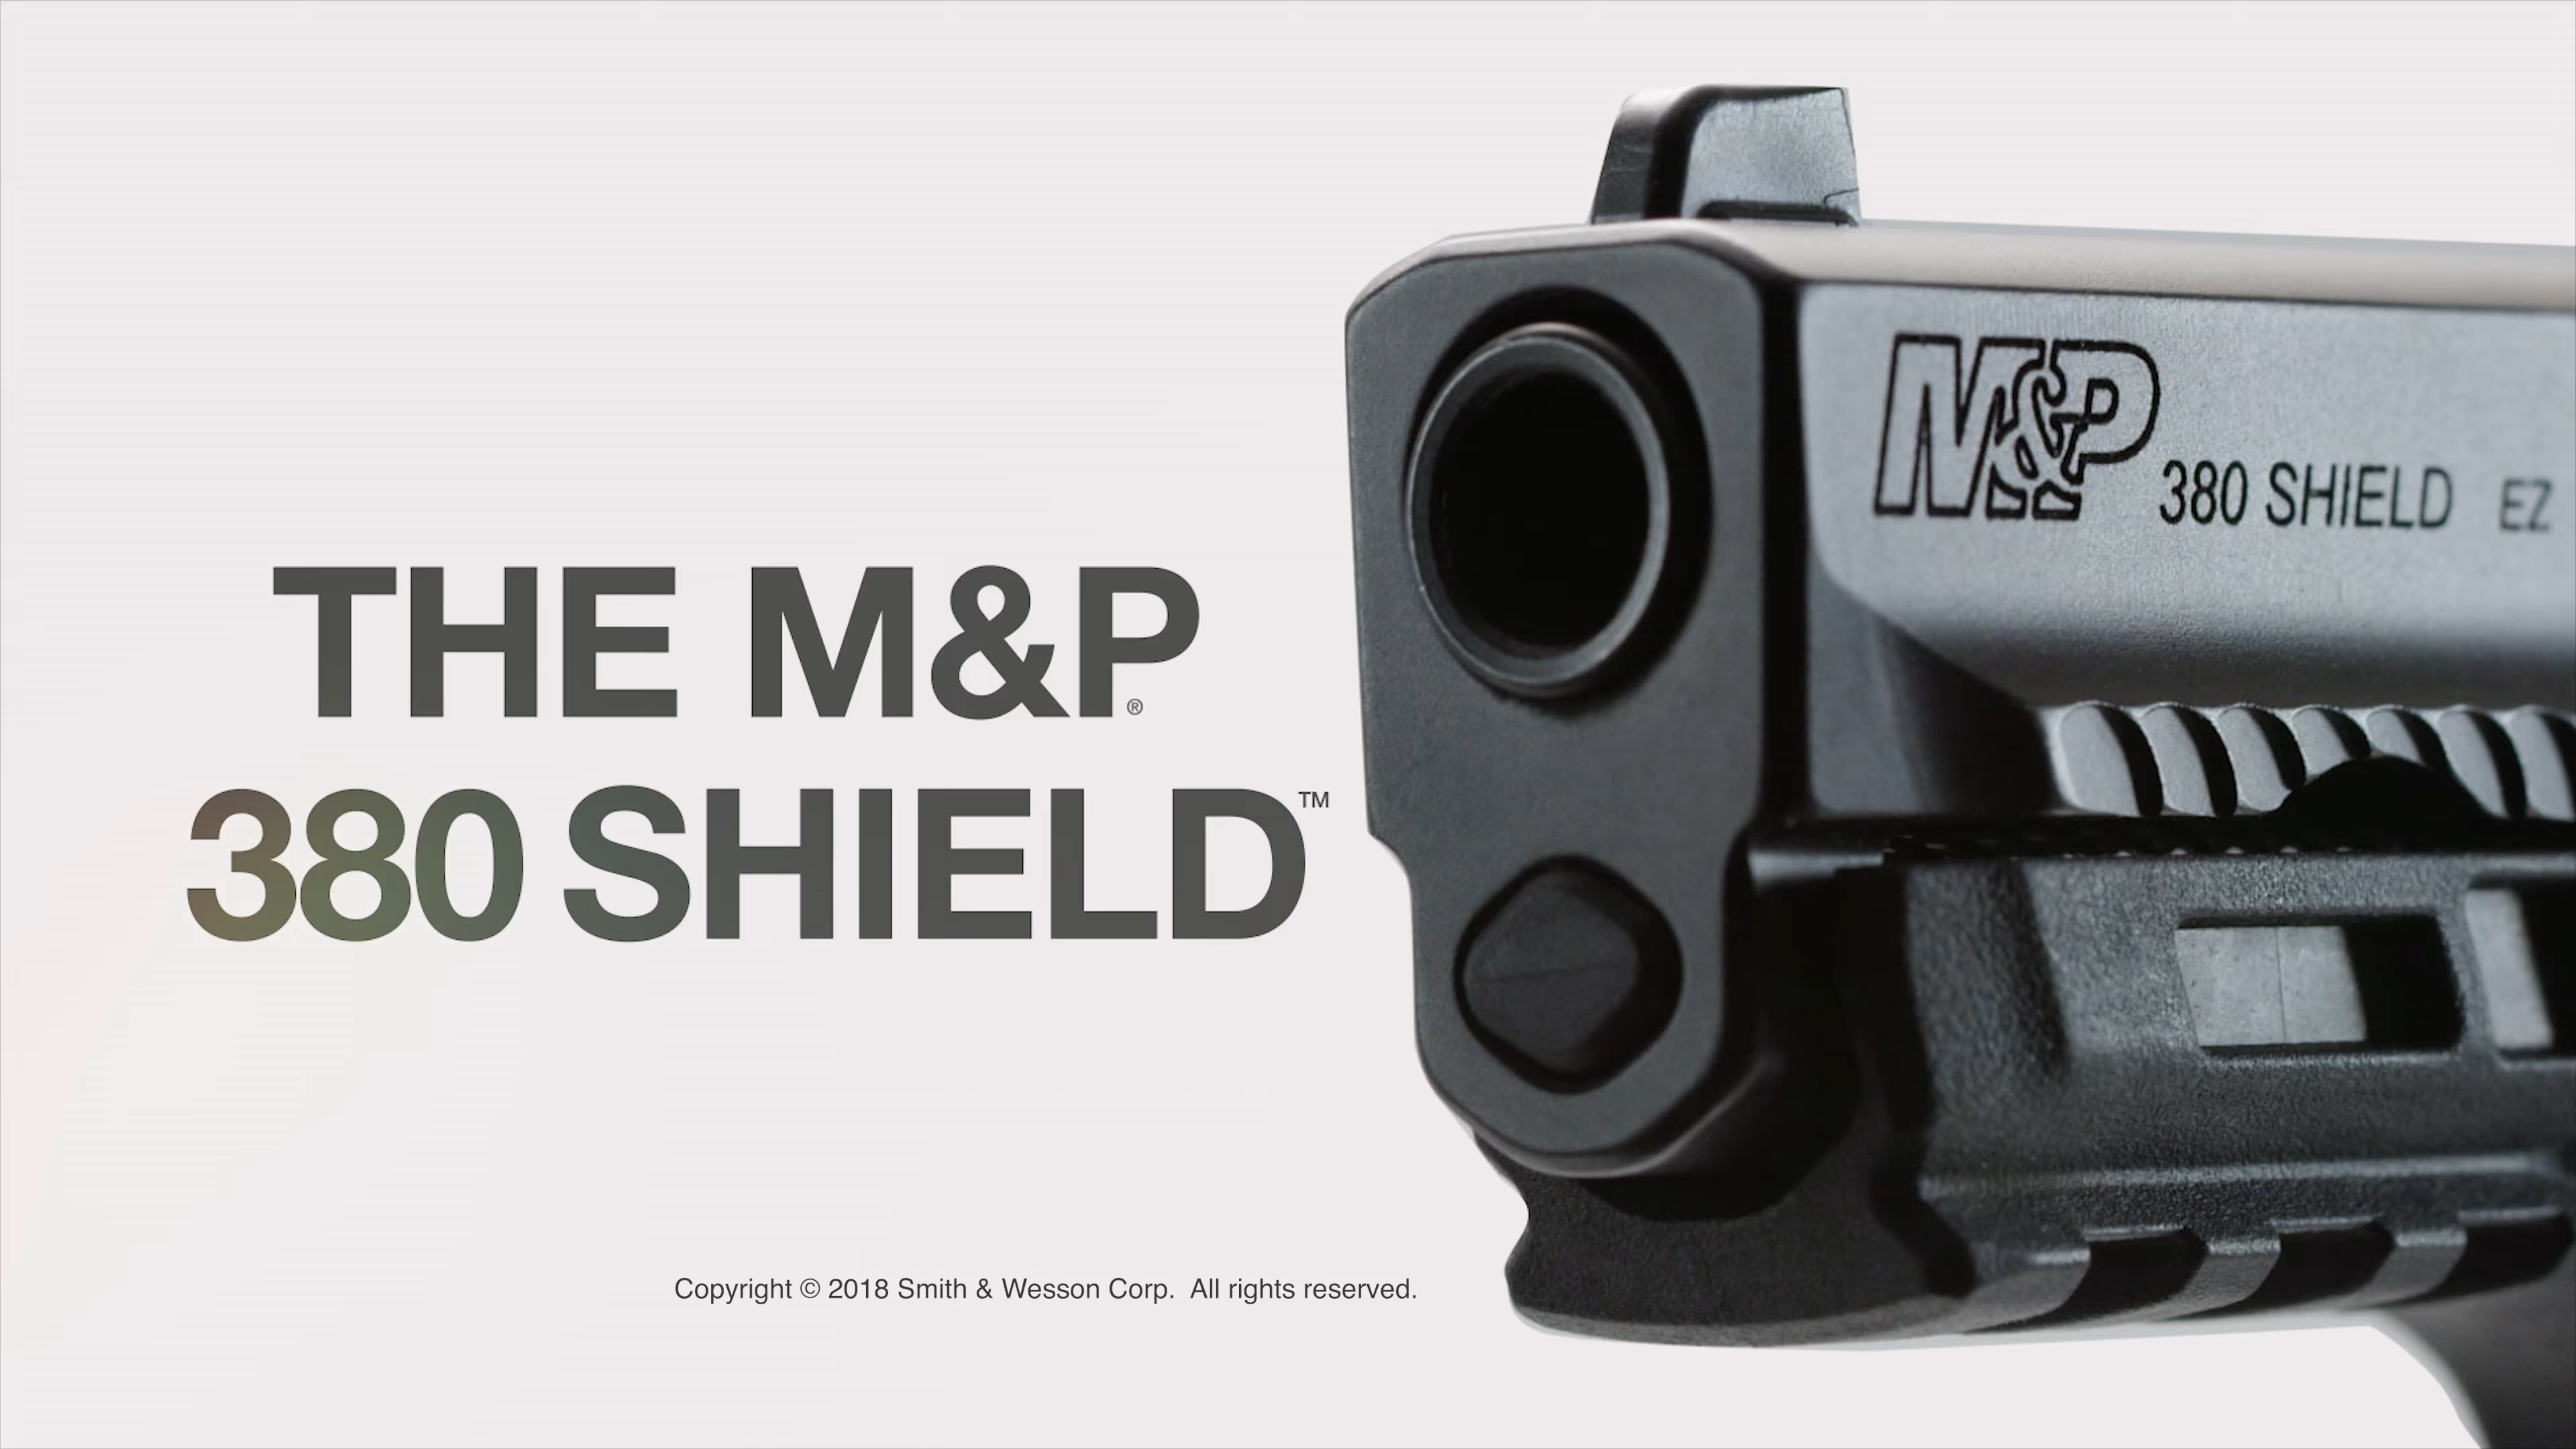 THE M&P®
380 SHIELD™
M&P 380 SHIELD EZ
Copyright © 2018 Smith & Wesson Corp.  All rights reserved.